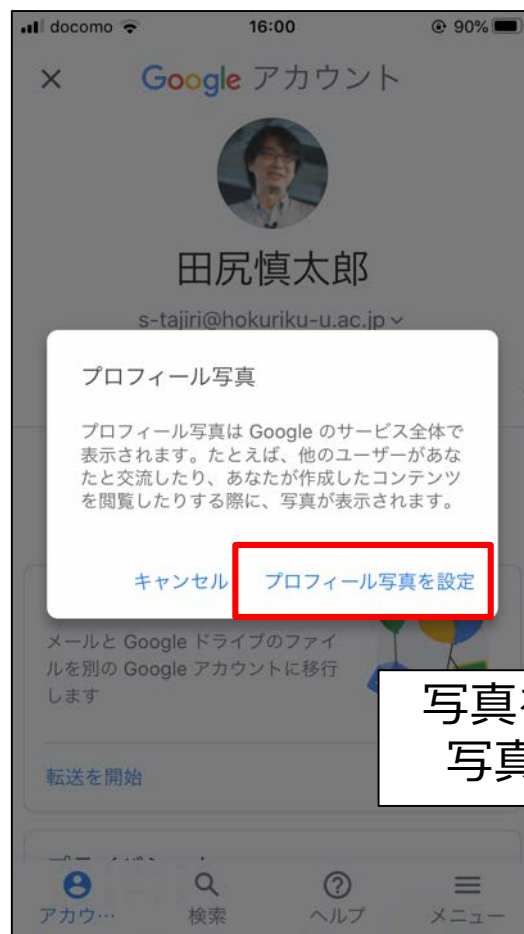 docomo 16:00 90%
× Google アカウント
田尻慎太郎
s-tajiri@hokuriku-u.ac.jp
プロフィール写真
プロフィール写真は Google のサービス全体で
表示されます。たとえば、他のユーザーがあな
たと交流したり、あなたが作成したコンテンツ
を閲覧したりする際に、写真が表示されます。
キャンセル プロフィール写真を設定
メールと Google ドライブのファイ
ルを別の Google アカウントに移行
します
写真
写真
転送を開始
アカウ… 検索 ヘルプ メニュー